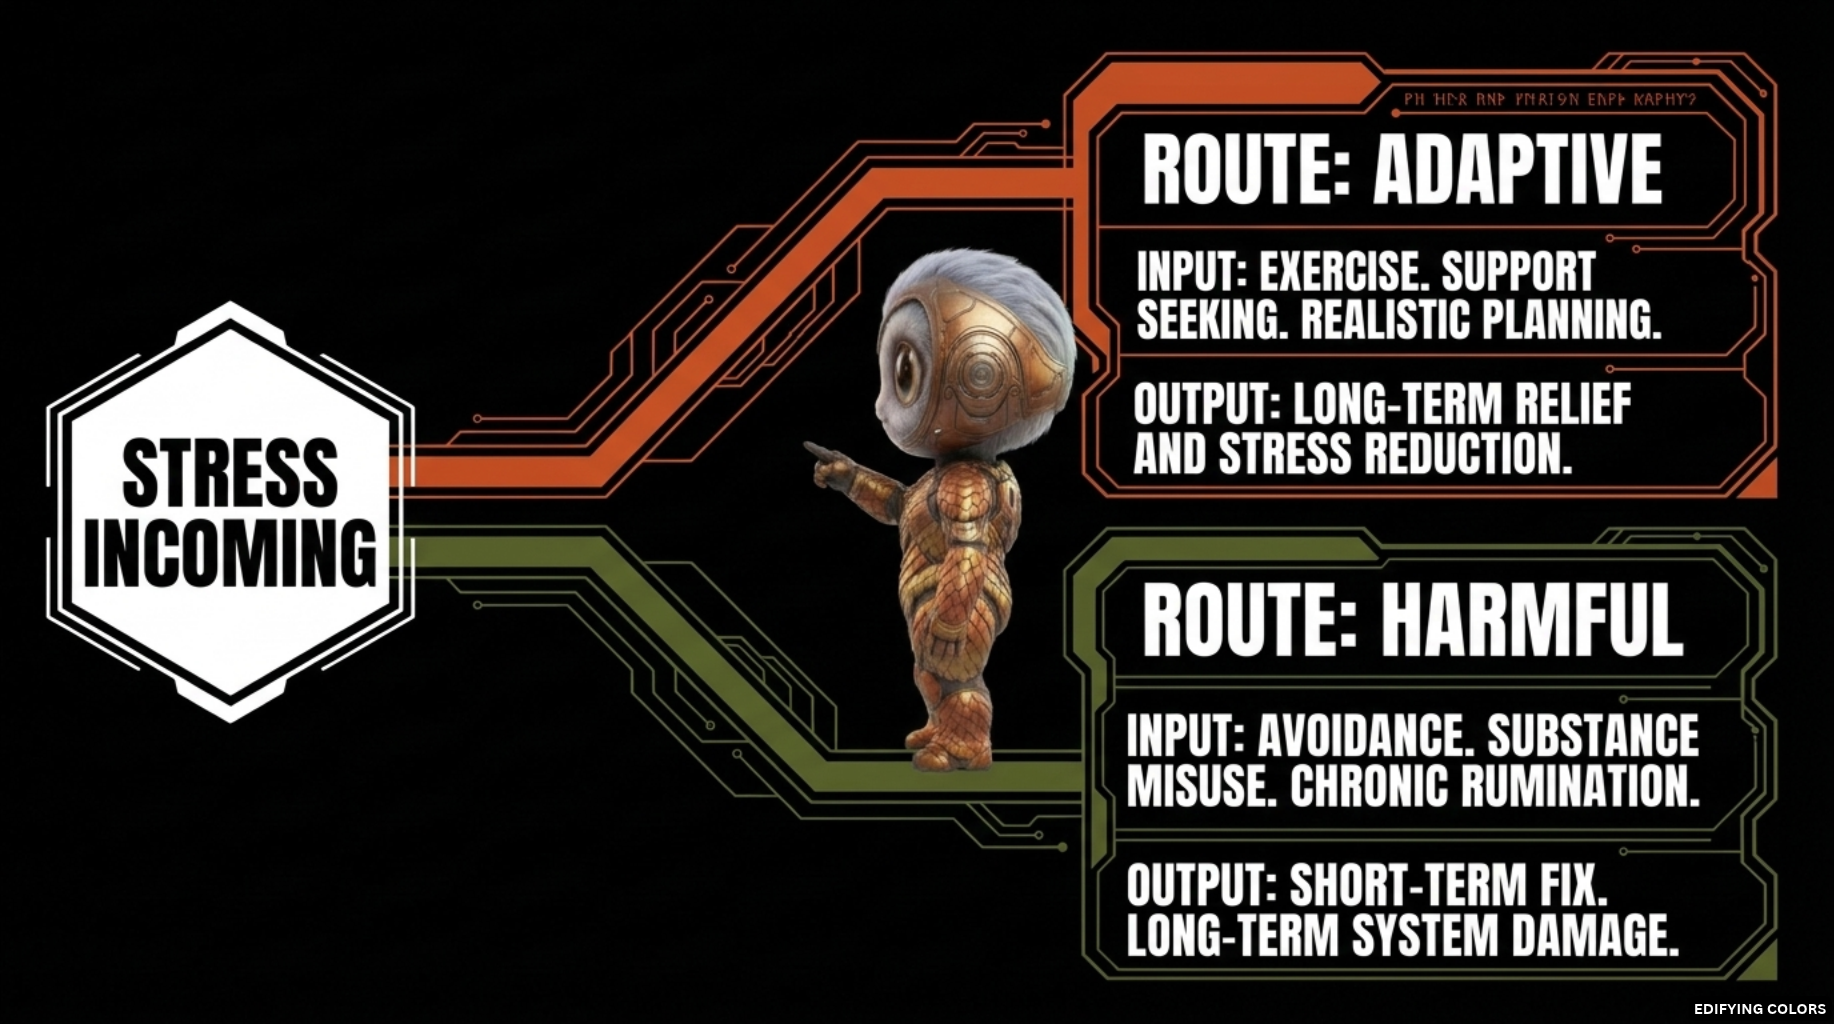 STRESS
INCOMING
ROUTE: ADAPTIVE
INPUT: EXERCISE. SUPPORT
SEEKING. REALISTIC PLANNING.
OUTPUT: LONG-TERM RELIEF
AND STRESS REDUCTION.
ROUTE: HARMFUL
INPUT: AVOIDANCE. SUBSTANCE
MISUSE. CHRONIC RUMINATION.
OUTPUT: SHORT-TERM FIX.
LONG-TERM SYSTEM DAMAGE.
EDIFYING COLORS